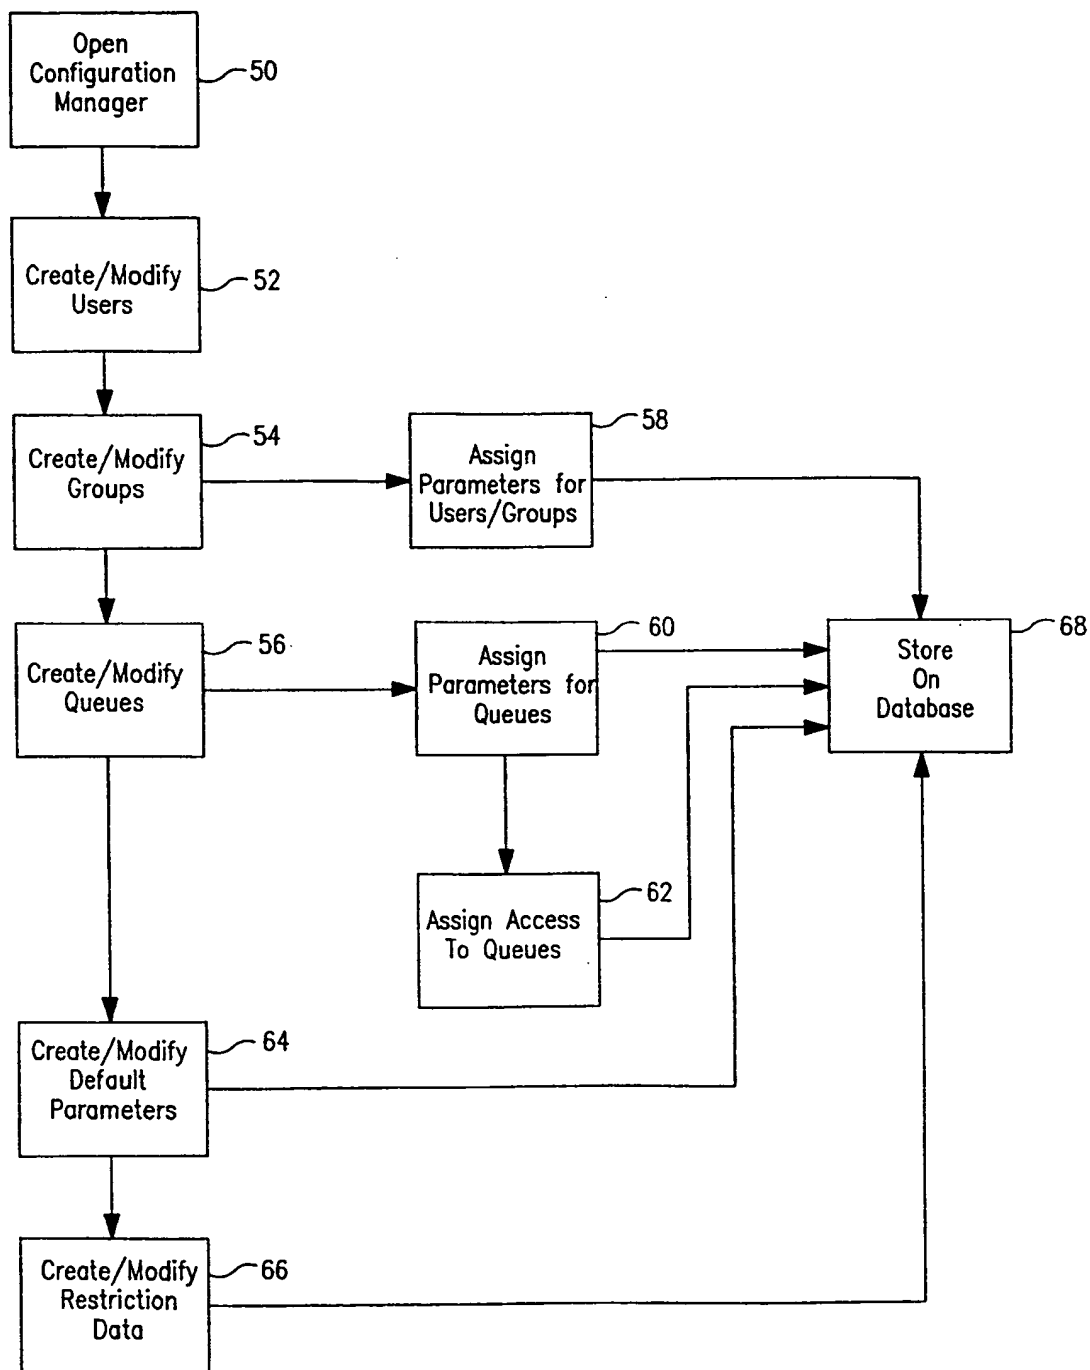 Open
Configuration
Manager
50
Create/Modify
Users
52
Create/Modify
Groups
54
Assign
Parameters for
Users/Groups
58
Create/Modify
Queues
56
Assign
Parameters for
Queues
60
Store
On
Database
68
Assign Access
To Queues
62
Create/Modify
Default
Parameters
64
Create/Modify
Restriction
Data
66